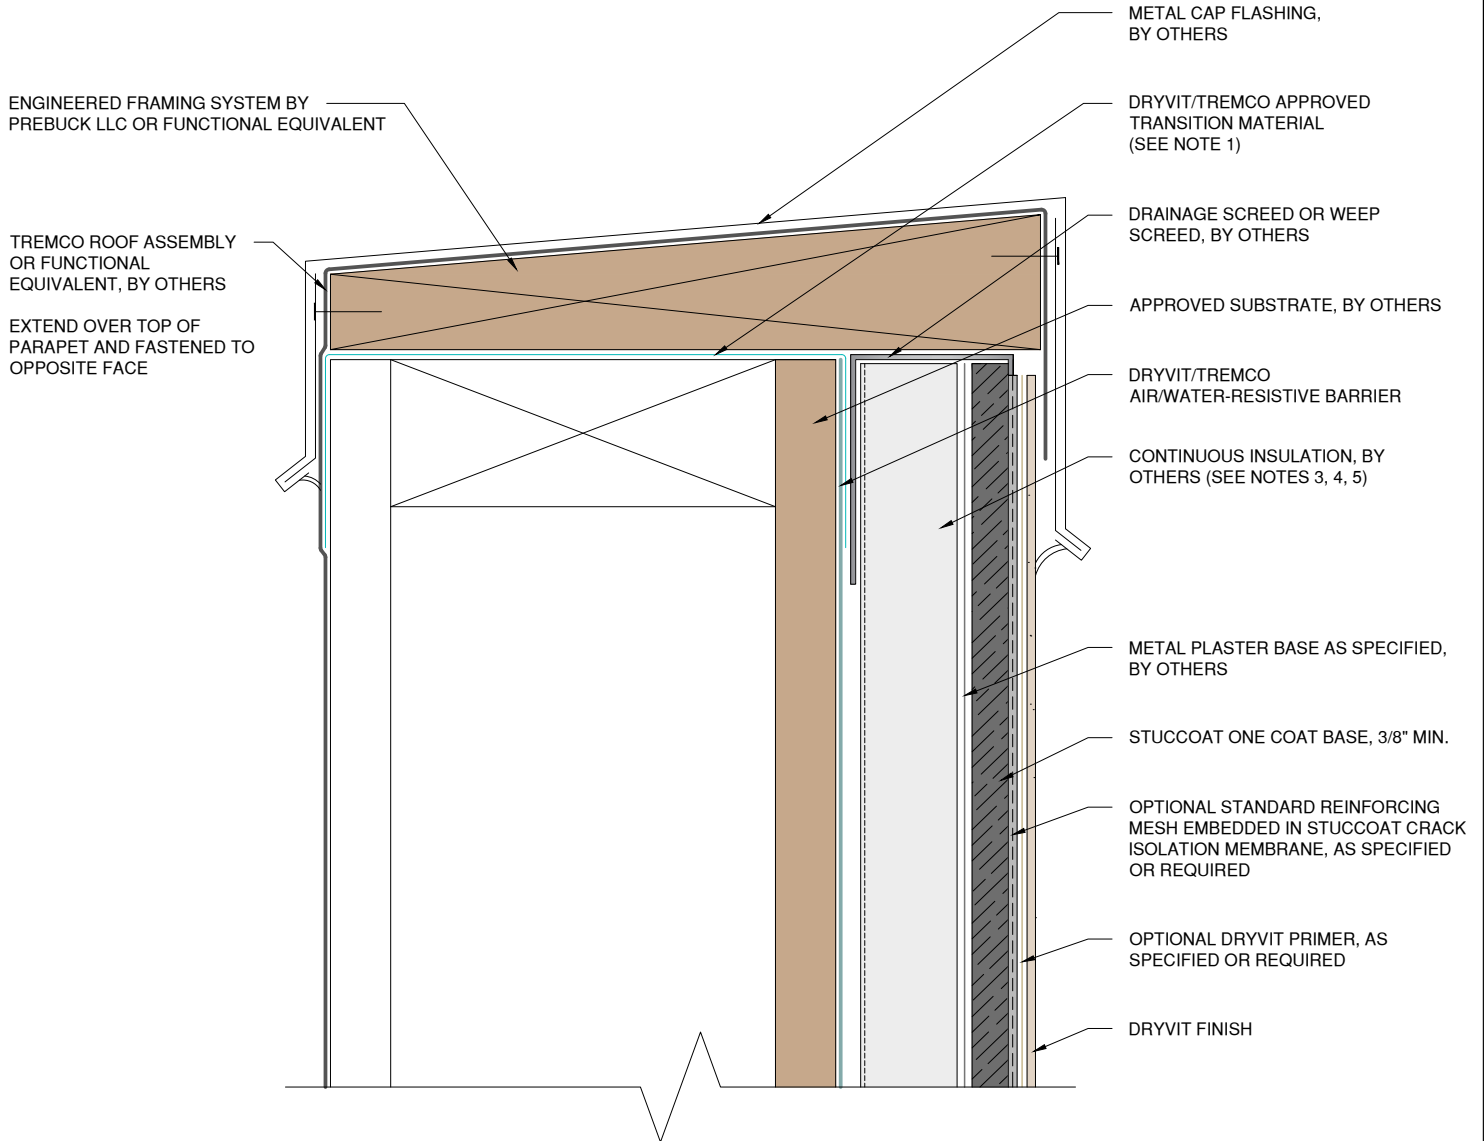 ENGINEERED FRAMING SYSTEM BY
PREBUCK LLC OR FUNCTIONAL EQUIVALENT
TREMCO ROOF ASSEMBLY
OR FUNCTIONAL
EQUIVALENT, BY OTHERS
EXTEND OVER TOP OF
PARAPET AND FASTENED TO
OPPOSITE FACE
METAL CAP FLASHING,
BY OTHERS
DRYVIT/TREMCO APPROVED
TRANSITION MATERIAL
(SEE NOTE 1)
DRAINAGE SCREED OR WEEP
SCREED, BY OTHERS
APPROVED SUBSTRATE, BY OTHERS
DRYVIT/TREMCO
AIR/WATER-RESISTIVE BARRIER
CONTINUOUS INSULATION, BY
OTHERS (SEE NOTES 3, 4, 5)
METAL PLASTER BASE AS SPECIFIED,
BY OTHERS
STUCCOAT ONE COAT BASE, 3/8" MIN.
OPTIONAL STANDARD REINFORCING
MESH EMBEDDED IN STUCCOAT CRACK
ISOLATION MEMBRANE, AS SPECIFIED
OR REQUIRED
OPTIONAL DRYVIT PRIMER, AS
SPECIFIED OR REQUIRED
DRYVIT FINISH